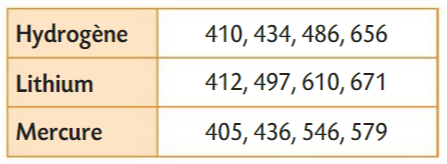 Hydrogène 410, 434, 486, 656
Lithium 412, 497, 610, 671
Mercure 405, 436, 546, 579